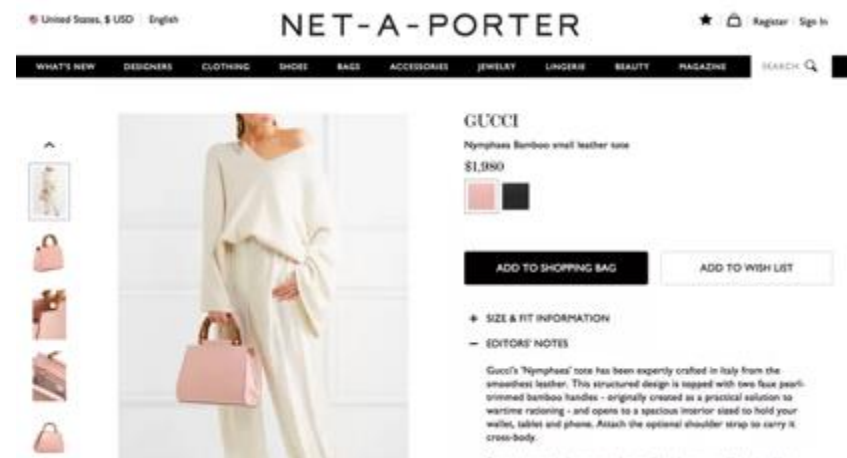 United States, $ USD English
NET-A-PORTER
Register Sign In
WHAT'S NEW DESIGNERS CLOTHING SHOES BAGS ACCESSORIES JEWELRY LINGERIE BEAUTY MAGAZINE SEARCH
GUCCI
Nymphaea Bamboo small leather tote
$1,980
ADD TO SHOPPING BAG ADD TO WISH LIST
+ SIZE & FIT INFORMATION
− EDITORS' NOTES
Gucci's 'Nymphaea' tote has been expertly crafted in Italy from the
smoothest leather. This structured design is topped with two faux pearl-
trimmed bamboo handles - originally created as a practical solution to
wartime rationing - and opens to a spacious interior sized to hold your
wallet, tablet and phone. Attach the optional shoulder strap to carry it
cross-body.